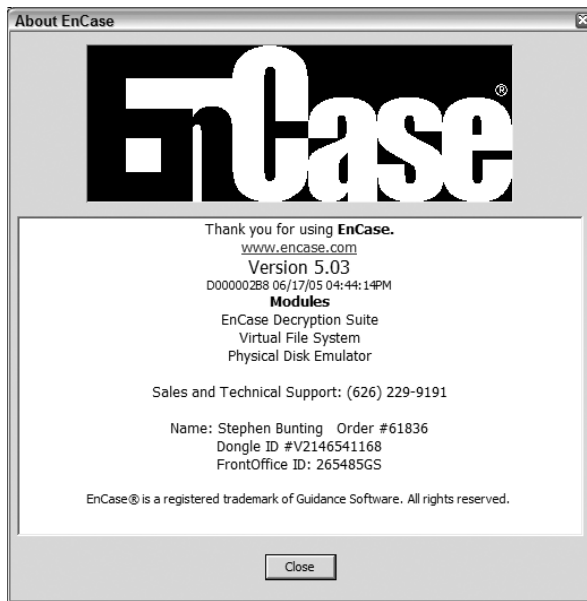 About EnCase
EnCase®
Thank you for using EnCase.
www.encase.com
Version 5.03
D000002B8 06/17/05 04:44:14PM
Modules
EnCase Decryption Suite
Virtual File System
Physical Disk Emulator
Sales and Technical Support: (626) 229-9191
Name: Stephen Bunting   Order #61836
Dongle ID #V2146541168
FrontOffice ID: 265485GS
EnCase® is a registered trademark of Guidance Software. All rights reserved.
Close